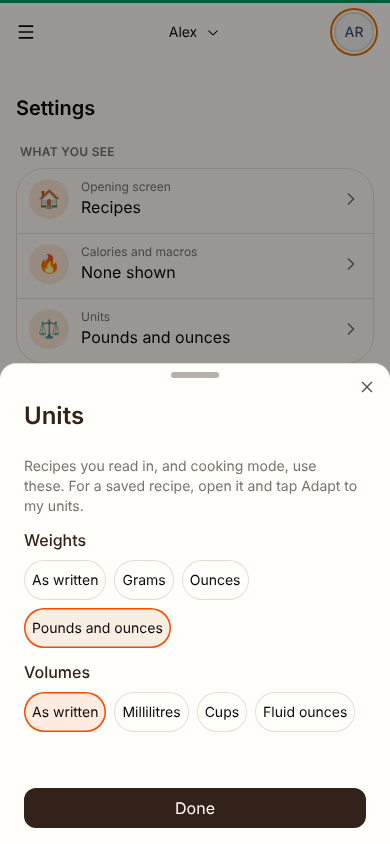 Alex
AR
Settings
WHAT YOU SEE
Opening screen
Recipes
Calories and macros
None shown
Units
Pounds and ounces
Units
Recipes you read in, and cooking mode, use
these. For a saved recipe, open it and tap Adapt to
my units.
Weights
As written Grams Ounces
Pounds and ounces
Volumes
As written Millilitres Cups Fluid ounces
Done